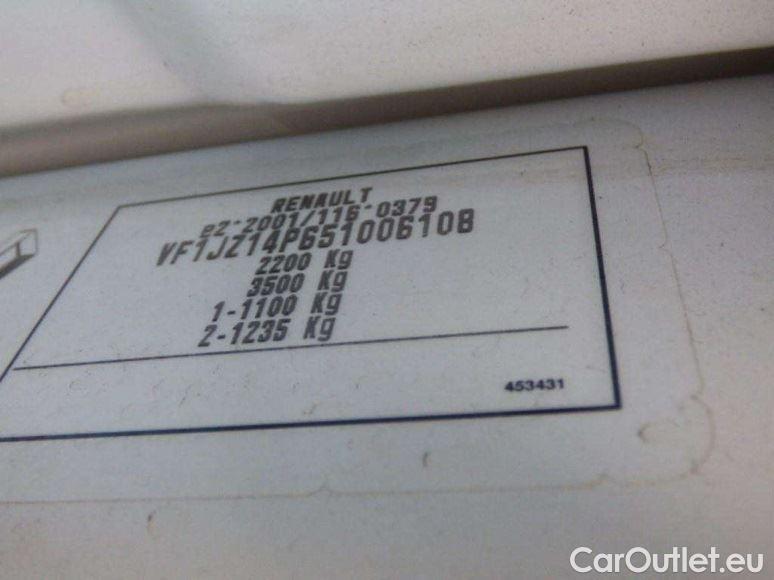 RENAULT
e2*2001/116*0379
VF1JZ14P651006108
2200 Kg
3500 Kg
1-1100 Kg
2-1235 Kg
453431
CarOutlet.eu